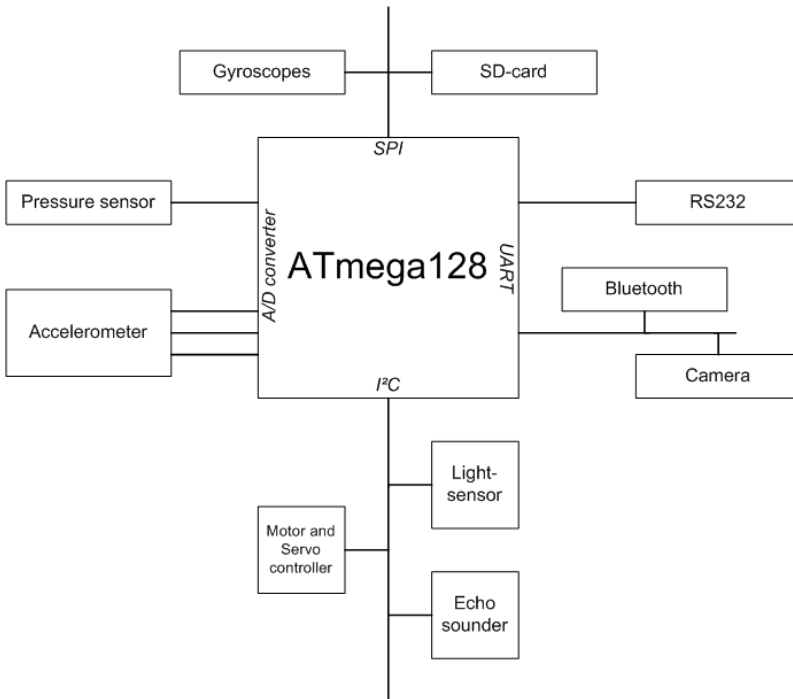 Gyroscopes
SD-card
SPI
Pressure sensor
RS232
A/D converter
ATmega128
UART
Bluetooth
Accelerometer
Camera
I²C
Light-
sensor
Motor and
Servo
controller
Echo
sounder